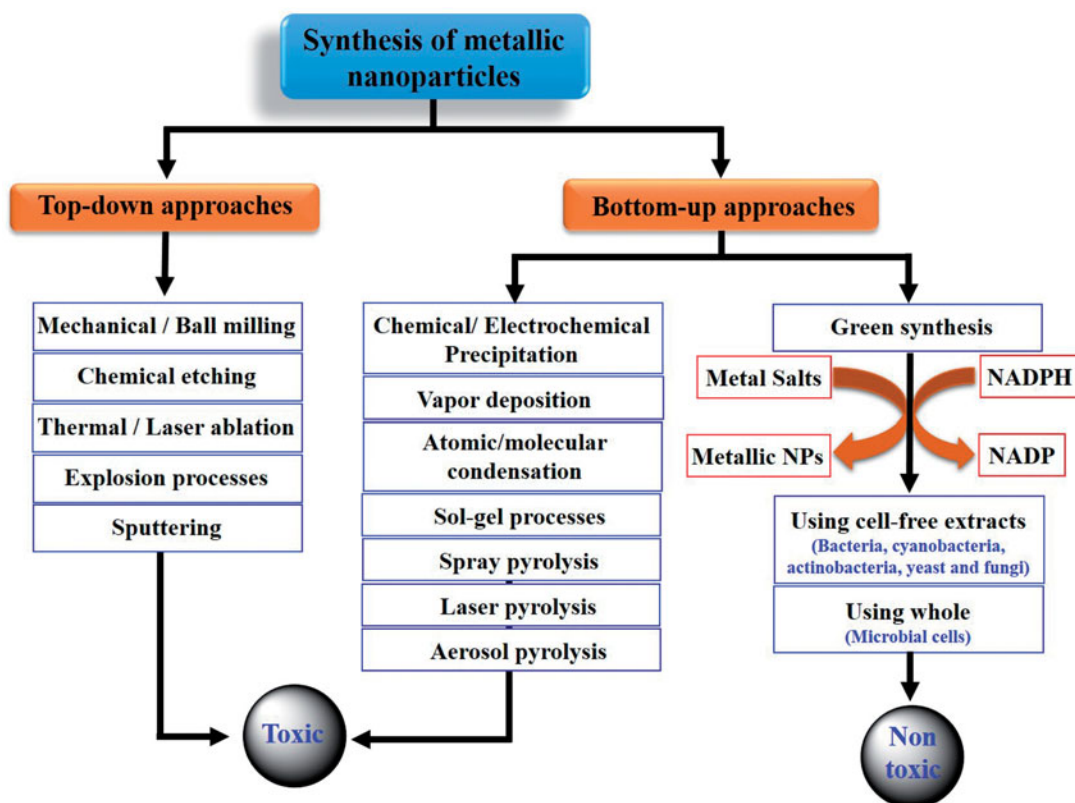 Synthesis of metallic
nanoparticles
Top-down approaches
Bottom-up approaches
Mechanical / Ball milling
Chemical etching
Thermal / Laser ablation
Explosion processes
Sputtering
Chemical/ Electrochemical
Precipitation
Vapor deposition
Atomic/molecular
condensation
Sol-gel processes
Spray pyrolysis
Laser pyrolysis
Aerosol pyrolysis
Green synthesis
Metal Salts
NADPH
Metallic NPs
NADP
Using cell-free extracts
(Bacteria, cyanobacteria,
actinobacteria, yeast and fungi)
Using whole
(Microbial cells)
Toxic
Non
toxic